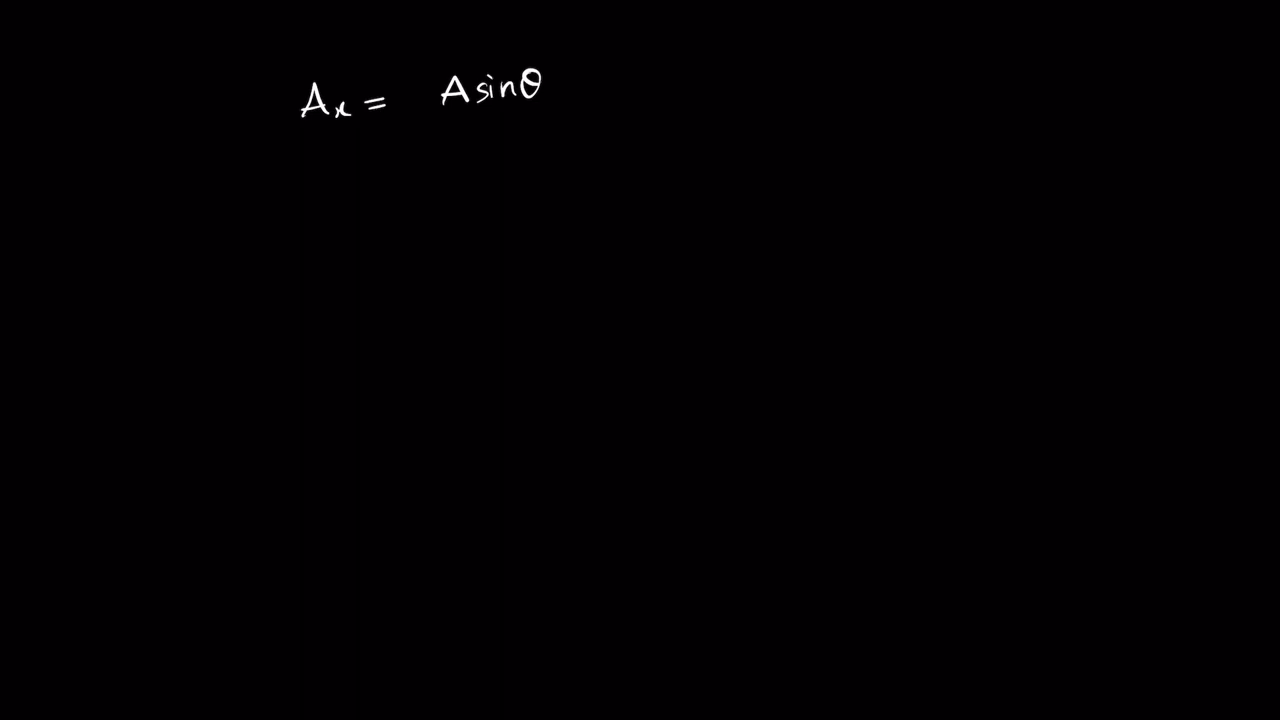 Aₓ = A sinθ